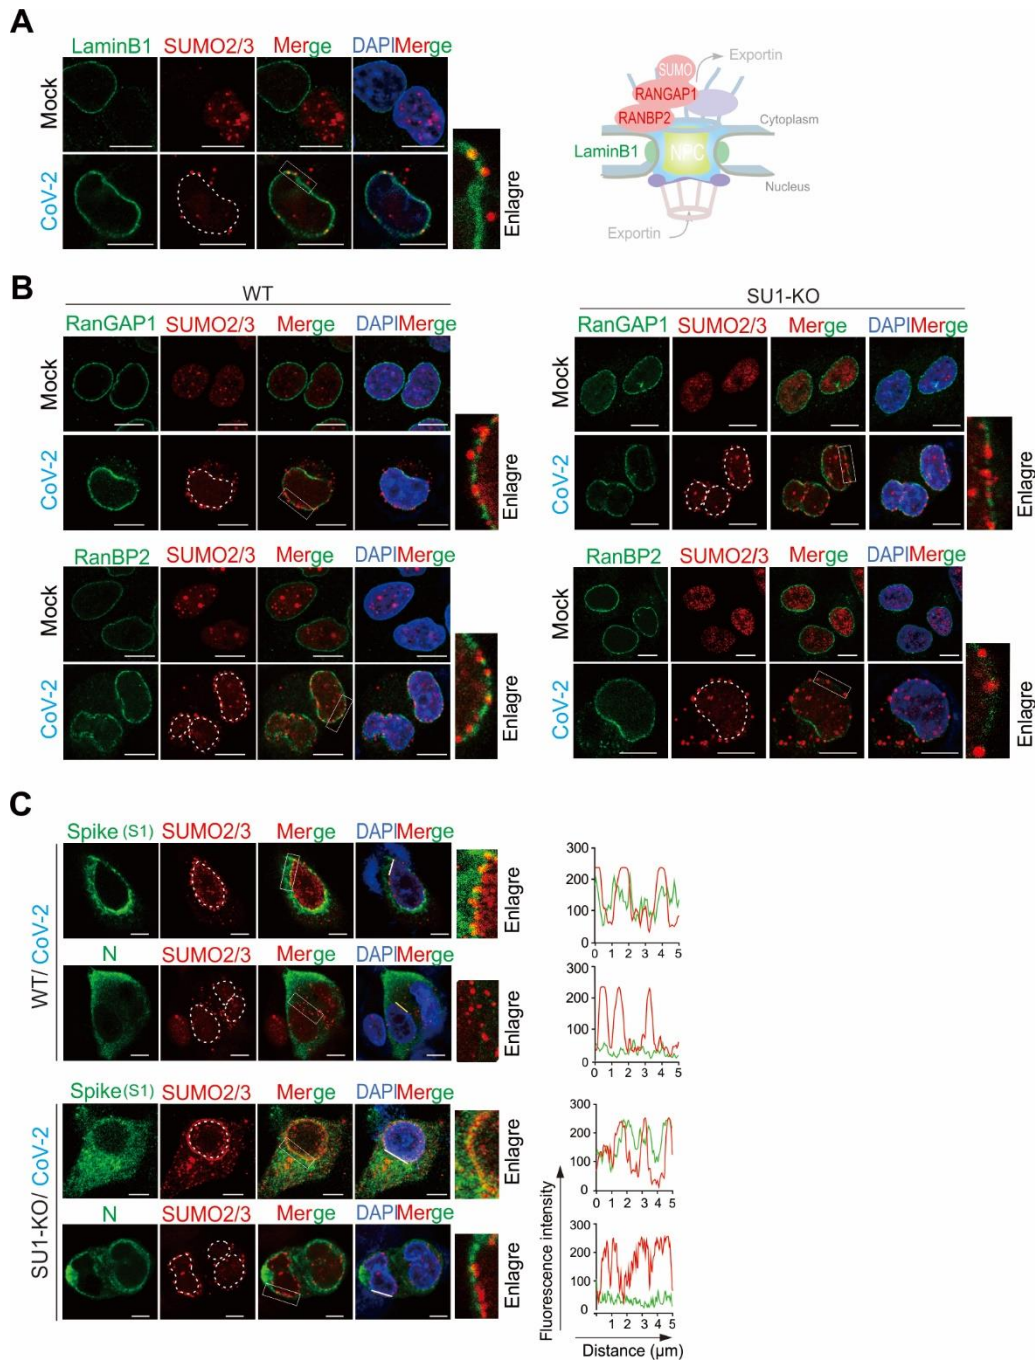 A
LaminB1 SUMO2/3 Merge DAPIMerge
Mock
CoV-2
Enlagre
SUMO
Exportin
RANGAP1
RANBP2
Cytoplasm
LaminB1
NPC
Nucleus
Exportin
B
WT
RanGAP1 SUMO2/3 Merge DAPIMerge
Mock
CoV-2
Enlagre
RanBP2 SUMO2/3 Merge DAPIMerge
Mock
CoV-2
Enlagre
SU1-KO
RanGAP1 SUMO2/3 Merge DAPIMerge
Mock
CoV-2
Enlagre
RanBP2 SUMO2/3 Merge DAPIMerge
Mock
CoV-2
Enlagre
C
WT/ CoV-2
Spike (S1) SUMO2/3 Merge DAPIMerge
Enlagre
300
200
100
0
0 1 2 3 4 5
N SUMO2/3 Merge DAPIMerge
Enlagre
300
200
100
0
0 1 2 3 4 5
SU1-KO/ CoV-2
Spike (S1) SUMO2/3 Merge DAPIMerge
Enlagre
300
200
100
0
0 1 2 3 4 5
N SUMO2/3 Merge DAPIMerge
Enlagre
300
200
100
0
0 1 2 3 4 5
Fluorescence intensity
Distance (µm)